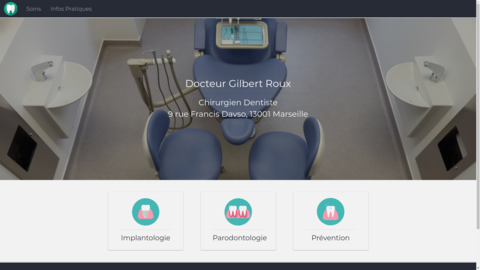 Soins Infos Pratiques
Docteur Gilbert Roux
Chirurgien Dentiste
9 rue Francis Davso, 13001 Marseille
Implantologie Parodontologie Prévention